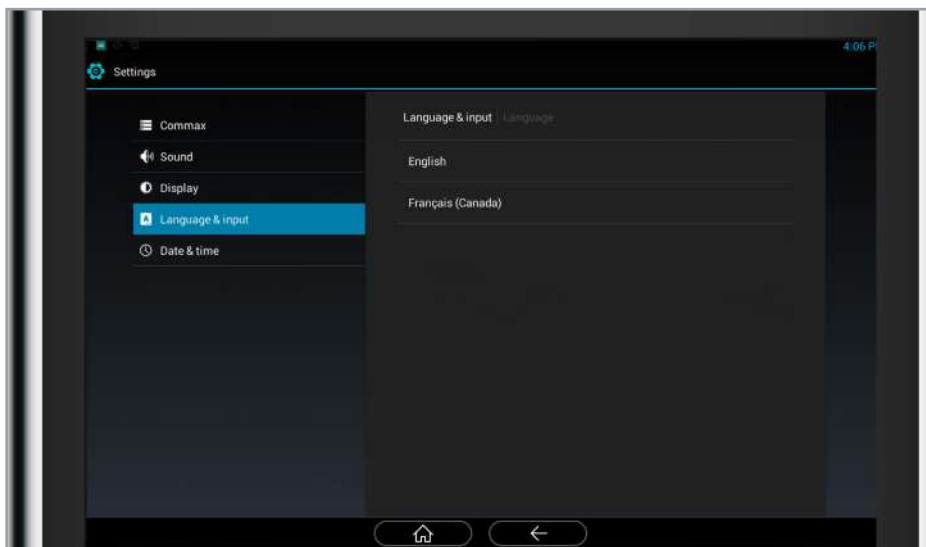 4:06 P
Settings
Commax
Sound
Display
Language & input
Date & time
Language & input | Language
English
Français (Canada)